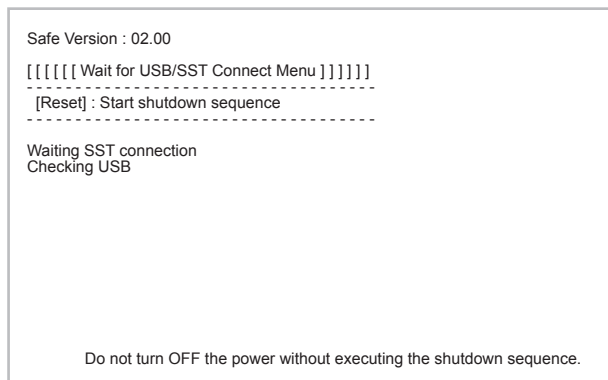 Safe Version : 02.00
[ [ [ [ [ [ Wait for USB/SST Connect Menu ] ] ] ] ] ]
- - - - - - - - - - - - - - - - - - - - - - - - - - - - - - - - - - - -
[Reset] : Start shutdown sequence
- - - - - - - - - - - - - - - - - - - - - - - - - - - - - - - - - - - -
Waiting SST connection
Checking USB
Do not turn OFF the power without executing the shutdown sequence.